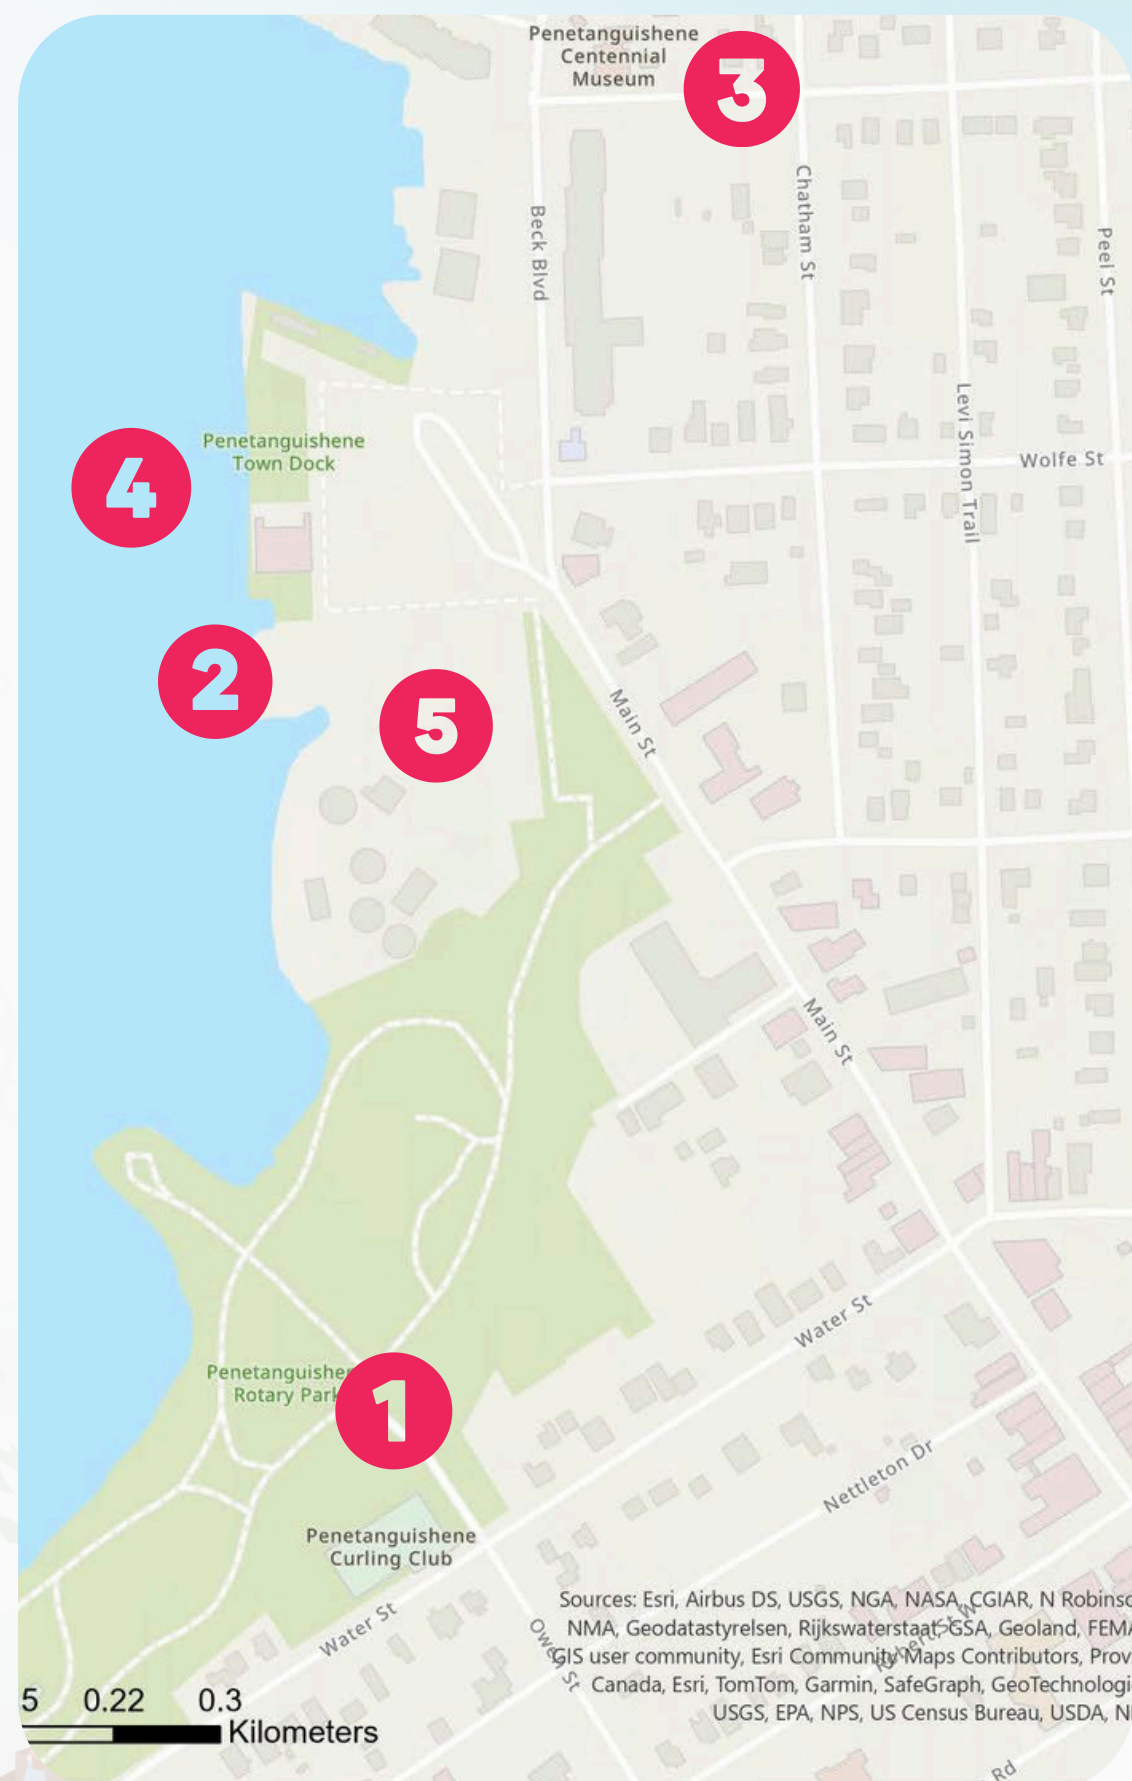 Penetanguishene
Centennial
Museum
3
Chatham St
Beck Blvd
Peel St
Levi Simon Trail
Penetanguishene
Town Dock
4
Wolfe St
2
5
Main St
Main St
Water St
Penetanguishe
Rotary Park
1
Nettleton Dr
Penetanguishene
Curling Club
Water St
Owen St
Sources: Esri, Airbus DS, USGS, NGA, NASA, CGIAR, N Robinso
NMA, Geodatastyrelsen, Rijkswaterstaat, GSA, Geoland, FEMA
GIS user community, Esri Community Maps Contributors, Prov
Canada, Esri, TomTom, Garmin, SafeGraph, GeoTechnologi
USGS, EPA, NPS, US Census Bureau, USDA, N
5 0.22 0.3
Kilometers
Rd